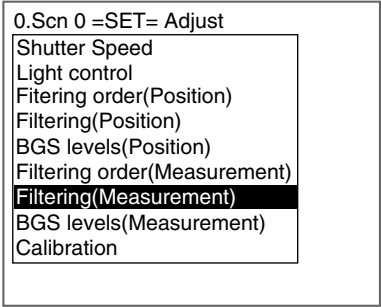 0.Scn 0 =SET= Adjust
Shutter Speed
Light control
Fitering order(Position)
Filtering(Position)
BGS levels(Position)
Filtering order(Measurement)
Filtering(Measurement)
BGS levels(Measurement)
Calibration